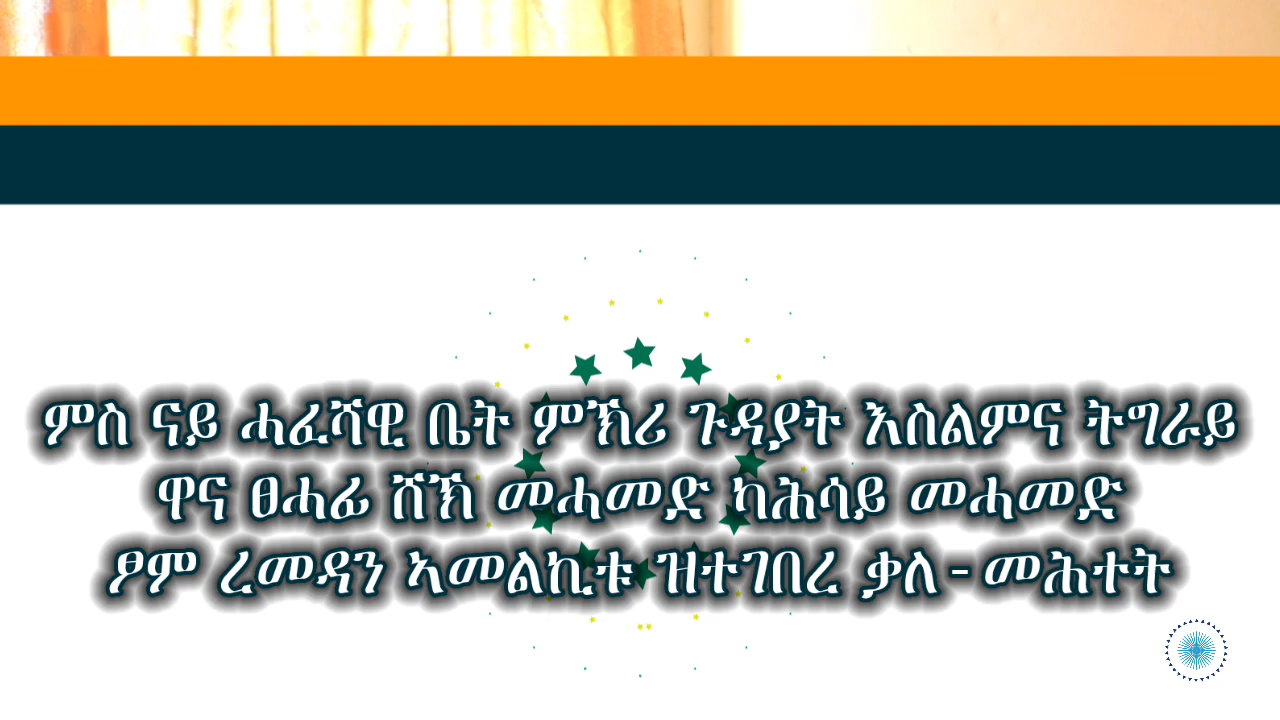 ምስ ናይ ሓፈሻዊ ቤት ምኽሪ ጉዳያት እስልምና ትግራይ
ዋና ፀሓፊ ሸኽ መሓመድ ካሕሳይ መሓመድ
ፆም ረመዳን ኣመልኪቱ ዝተገበረ ቃለ - መሕተት